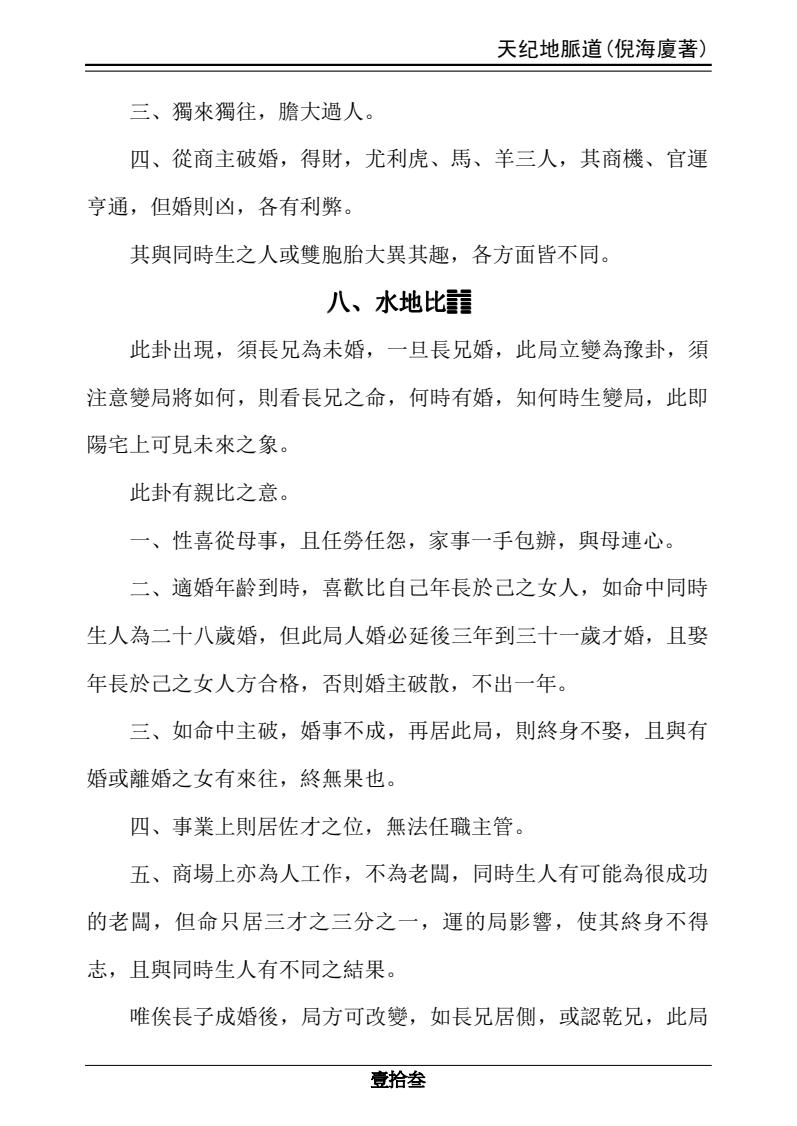 天纪地脈道(倪海廈著)
三、獨來獨往，膽大過人。
四、從商主破婚，得財，尤利虎、馬、羊三人，其商機、官運
亨通，但婚則凶，各有利弊。
其與同時生之人或雙胞胎大異其趣，各方面皆不同。
八、水地比䷇
此卦出現，須長兄為未婚，一旦長兄婚，此局立變為豫卦，須
注意變局將如何，則看長兄之命，何時有婚，知何時生變局，此即
陽宅上可見未來之象。
此卦有親比之意。
一、性喜從母事，且任勞任怨，家事一手包辦，與母連心。
二、適婚年齡到時，喜歡比自己年長於己之女人，如命中同時
生人為二十八歲婚，但此局人婚必延後三年到三十一歲才婚，且娶
年長於己之女人方合格，否則婚主破散，不出一年。
三、如命中主破，婚事不成，再居此局，則終身不娶，且與有
婚或離婚之女有來往，終無果也。
四、事業上則居佐才之位，無法任職主管。
五、商場上亦為人工作，不為老闆，同時生人有可能為很成功
的老闆，但命只居三才之三分之一，運的局影響，使其終身不得
志，且與同時生人有不同之結果。
唯俟長子成婚後，局方可改變，如長兄居側，或認乾兄，此局
壹拾叁